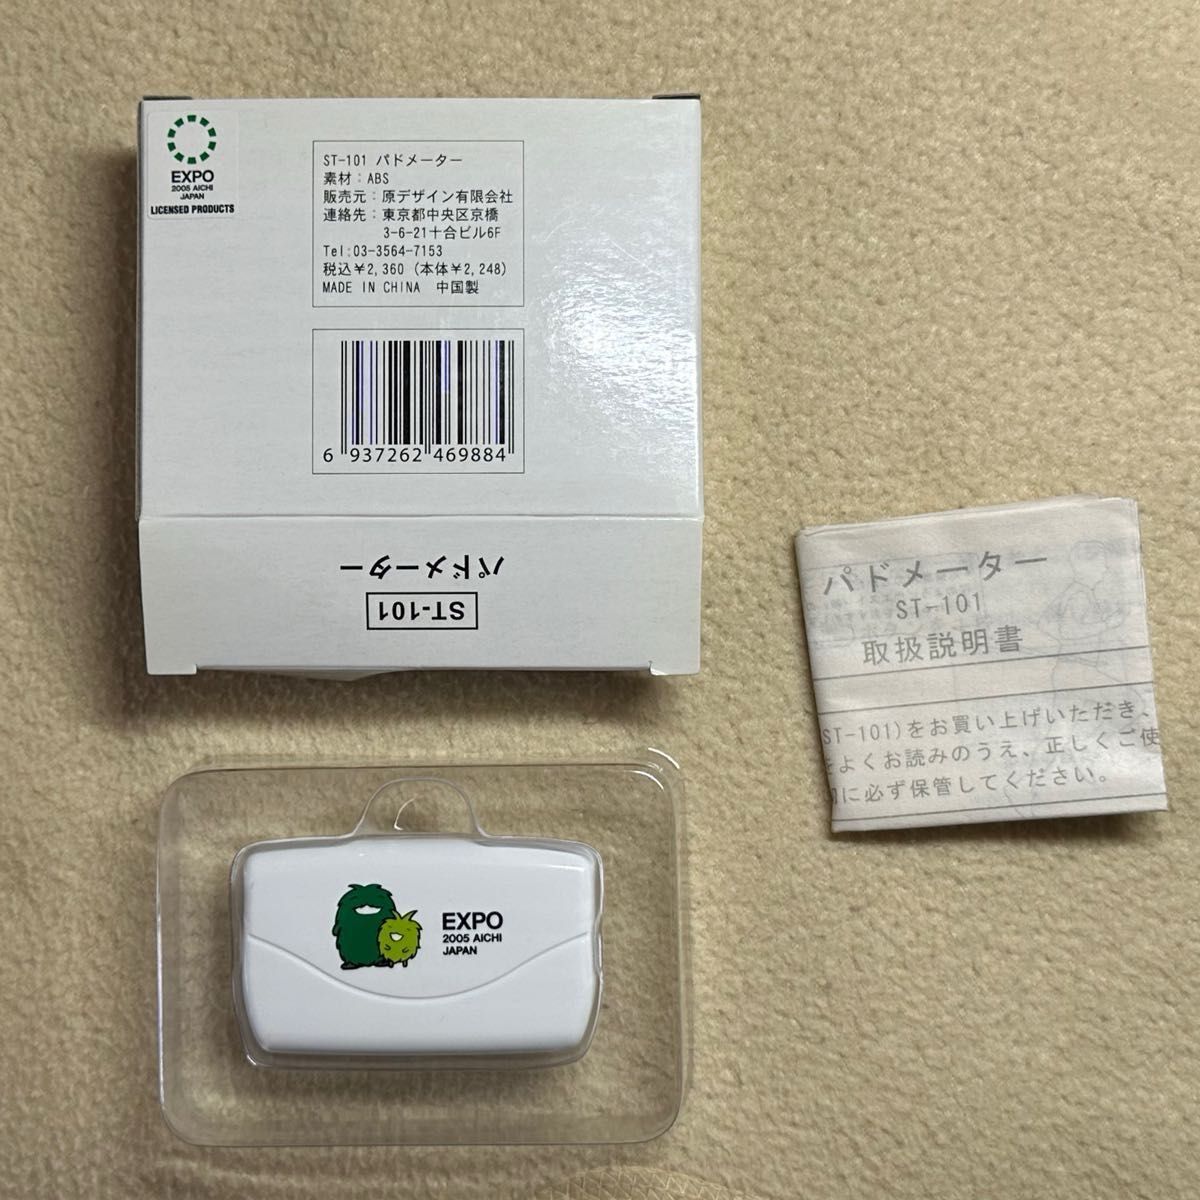 EXPO
2005 AICHI
JAPAN
LICENSED PRODUCTS
ST-101 パドメーター
素材：ABS
販売元：原デザイン有限会社
連絡先：東京都中央区京橋
3-6-21十合ビル6F
Tel:03-3564-7153
税込¥2,360（本体¥2,248）
MADE IN CHINA 中国製
6 937262 469884
パドメーター
ST-101
パドメーター
ST-101
取扱説明書
ST-101)をお買い上げいただき、
をよくお読みのうえ、正しくご使
に必ず保管してください。
EXPO
2005 AICHI
JAPAN